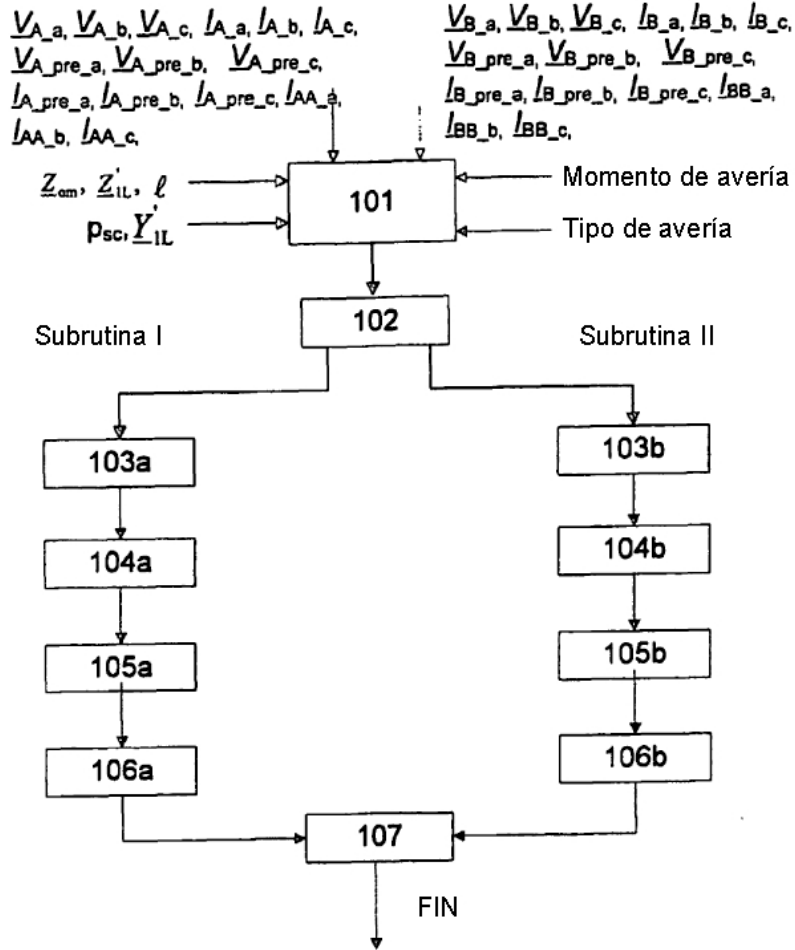 V_A_a, V_A_b, V_A_c, I_A_a, I_A_b, I_A_c,
V_A_pre_a, V_A_pre_b, V_A_pre_c,
I_A_pre_a, I_A_pre_b, I_A_pre_c, I_AA_a,
I_AA_b, I_AA_c,
V_B_a, V_B_b, V_B_c, I_B_a, I_B_b, I_B_c,
V_B_pre_a, V_B_pre_b, V_B_pre_c,
I_B_pre_a, I_B_pre_b, I_B_pre_c, I_BB_a,
I_BB_b, I_BB_c,
Z_om, Z'_1L, ℓ
p_sc, Y'_1L
101
Momento de avería
Tipo de avería
102
Subrutina I
Subrutina II
103a
103b
104a
104b
105a
105b
106a
106b
107
FIN